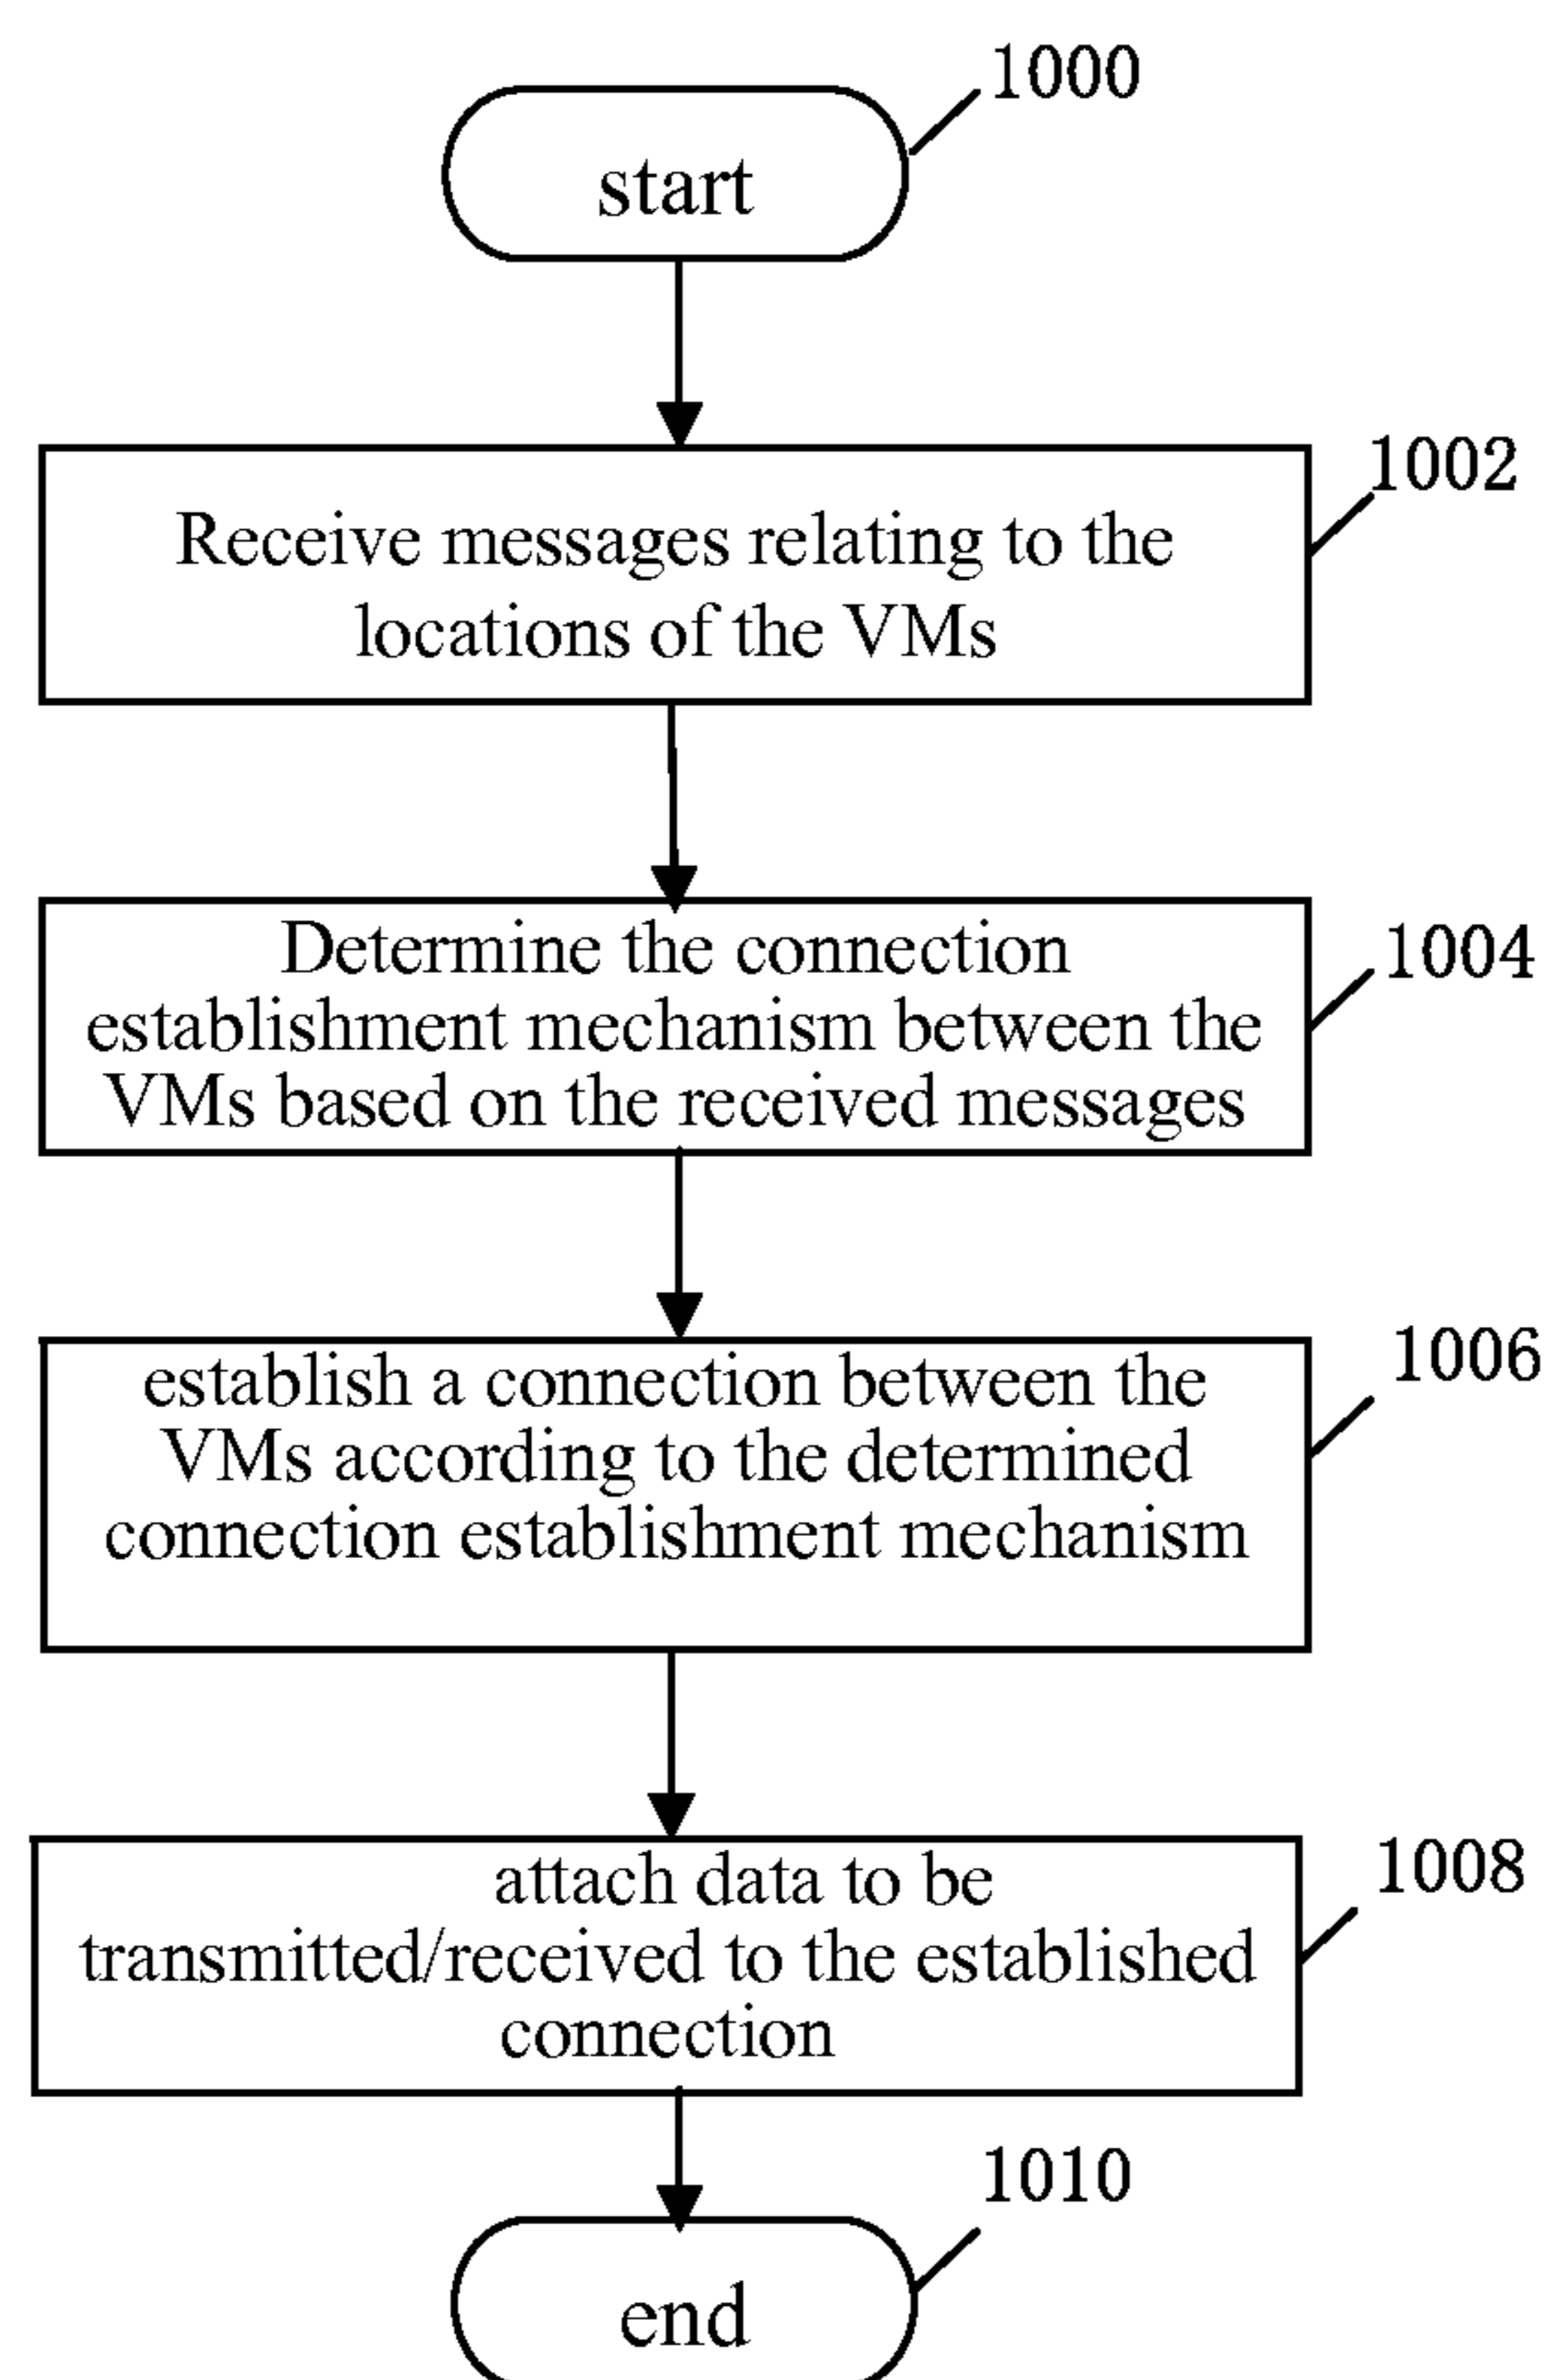 1000
start
1002
Receive messages relating to the
locations of the VMs
1004
Determine the connection
establishment mechanism between the
VMs based on the received messages
1006
establish a connection between the
VMs according to the determined
connection establishment mechanism
1008
attach data to be
transmitted/received to the established
connection
1010
end